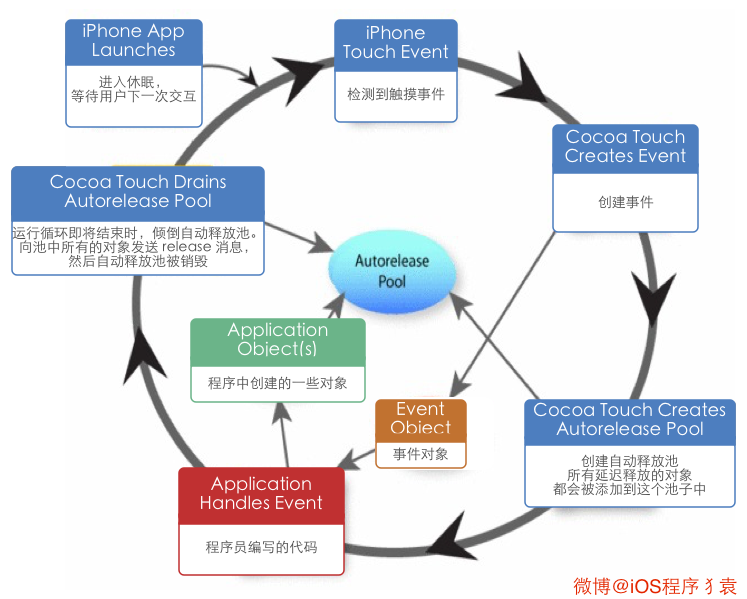 iPhone App
Launches
进入休眠，
等待用户下一次交互
iPhone
Touch Event
检测到触摸事件
Cocoa Touch
Creates Event
创建事件
Cocoa Touch Drains
Autorelease Pool
运行循环即将结束时，倾倒自动释放池。
向池中所有的对象发送 release 消息，
然后自动释放池被销毁
Autorelease
Pool
Application
Object(s)
程序中创建的一些对象
Event
Object
事件对象
Cocoa Touch Creates
Autorelease Pool
创建自动释放池
所有延迟释放的对象
都会被添加到这个池子中
Application
Handles Event
程序员编写的代码
微博@iOS程序犭袁